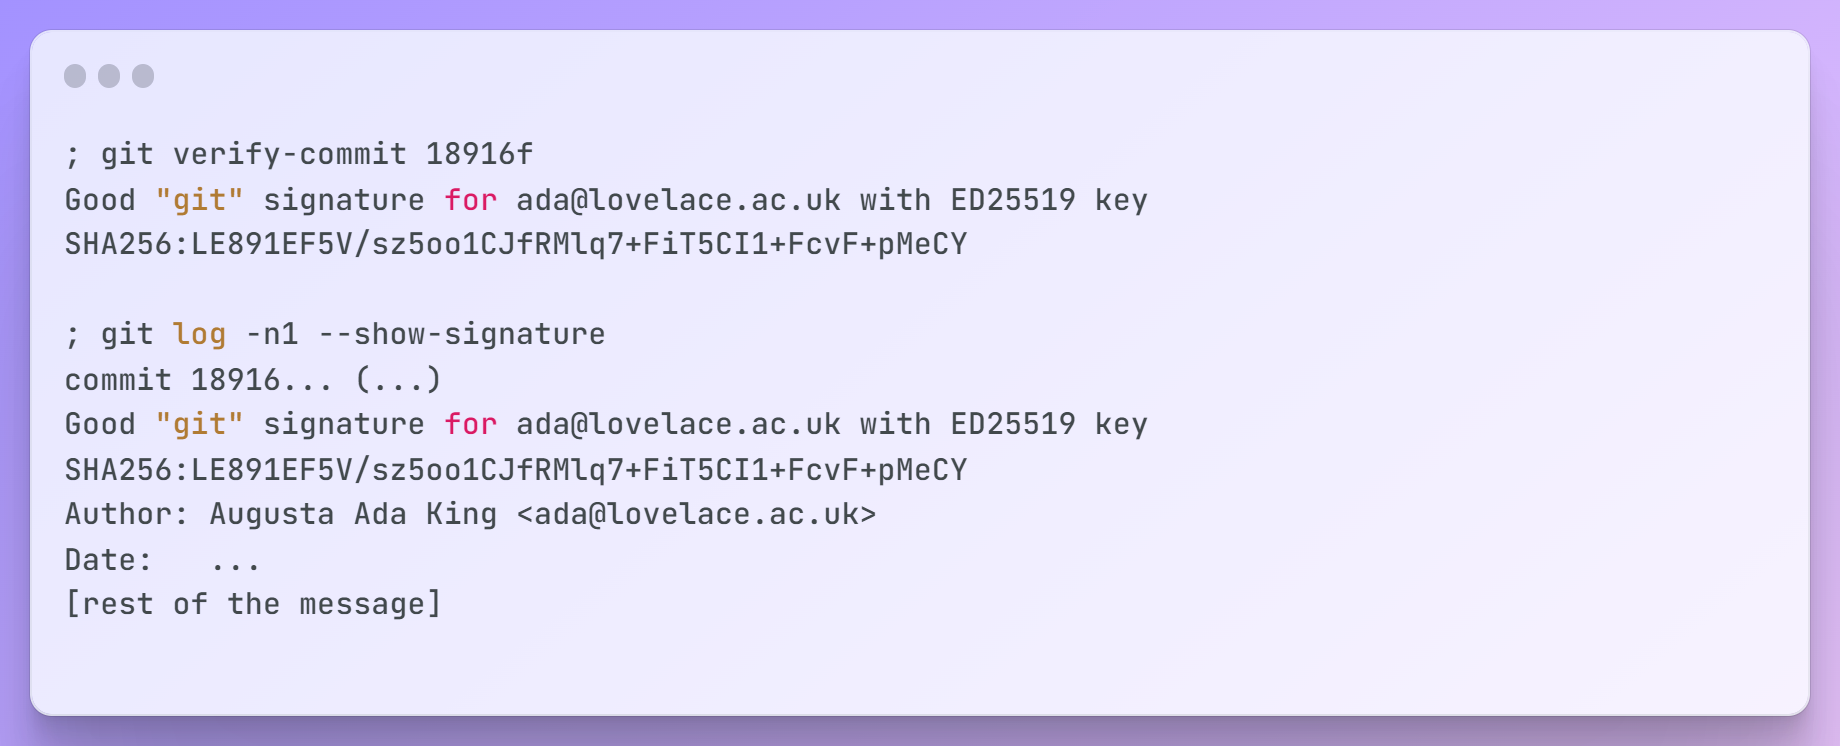 ; git verify-commit 18916f
Good "git" signature for ada@lovelace.ac.uk with ED25519 key
SHA256:LE891EF5V/sz5oo1CJfRMlq7+FiT5CI1+FcvF+pMeCY
; git log -n1 --show-signature
commit 18916... (...)
Good "git" signature for ada@lovelace.ac.uk with ED25519 key
SHA256:LE891EF5V/sz5oo1CJfRMlq7+FiT5CI1+FcvF+pMeCY
Author: Augusta Ada King <ada@lovelace.ac.uk>
Date:   ...
[rest of the message]